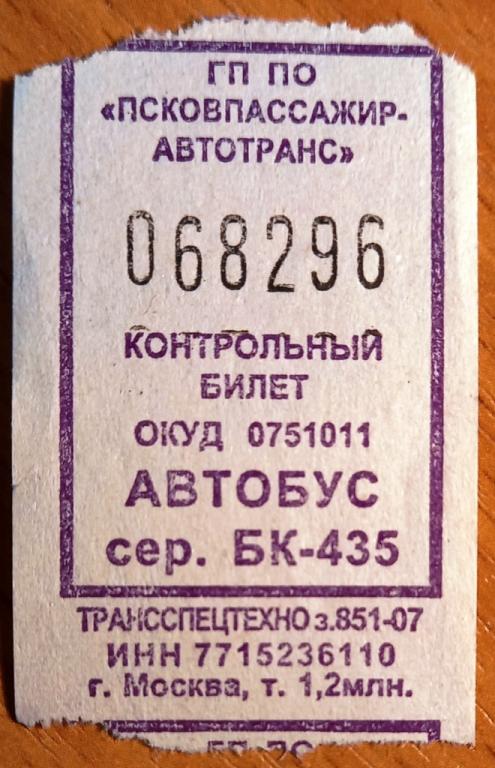 ГП ПО
«ПСКОВПАССАЖИР-
АВТОТРАНС»
068296
КОНТРОЛЬНЫЙ
БИЛЕТ
ОКУД 0751011
АВТОБУС
сер. БК-435
ТРАНССПЕЦТЕХНО з.851-07
ИНН 7715236110
г. Москва, т. 1,2млн.